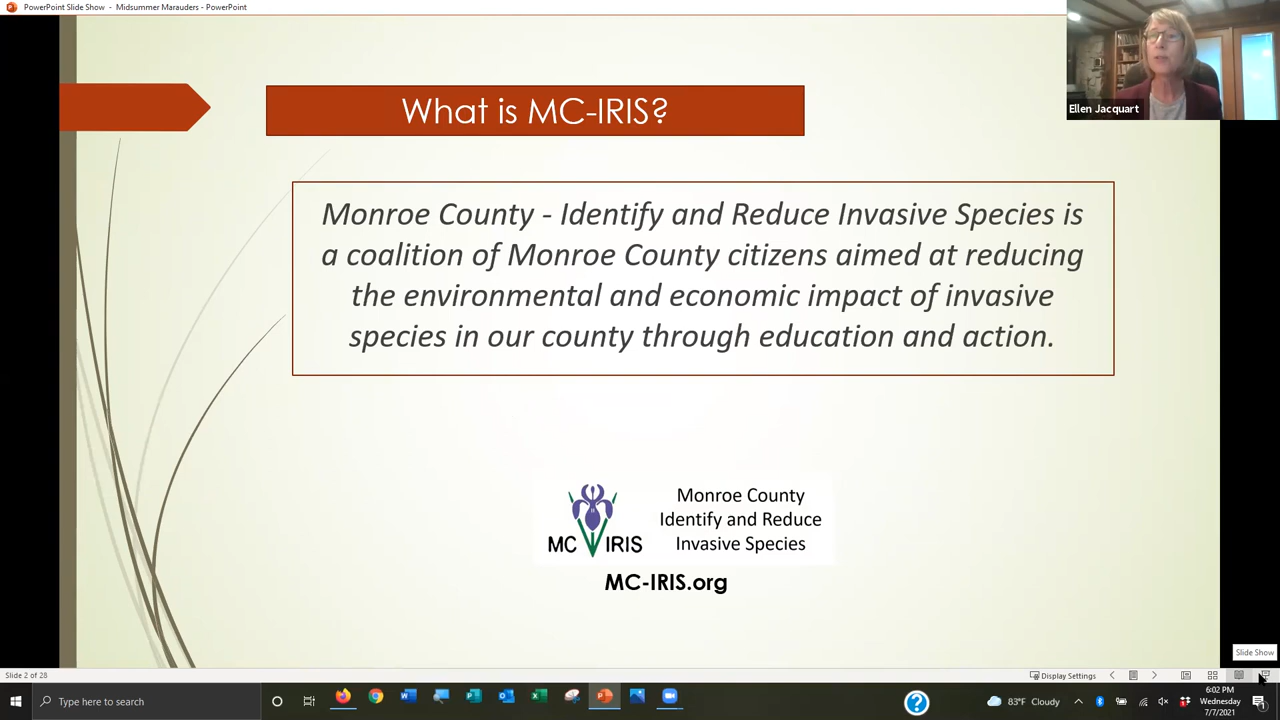 PowerPoint Slide Show - Midsummer Marauders - PowerPoint
Ellen Jacquart
What is MC-IRIS?
Monroe County - Identify and Reduce Invasive Species is
a coalition of Monroe County citizens aimed at reducing
the environmental and economic impact of invasive
species in our county through education and action.
MC IRIS
Monroe County
Identify and Reduce
Invasive Species
MC-IRIS.org
Slide Show
Slide 2 of 28
Display Settings
Type here to search
83°F Cloudy
6:02 PM
Wednesday
7/7/2021
1